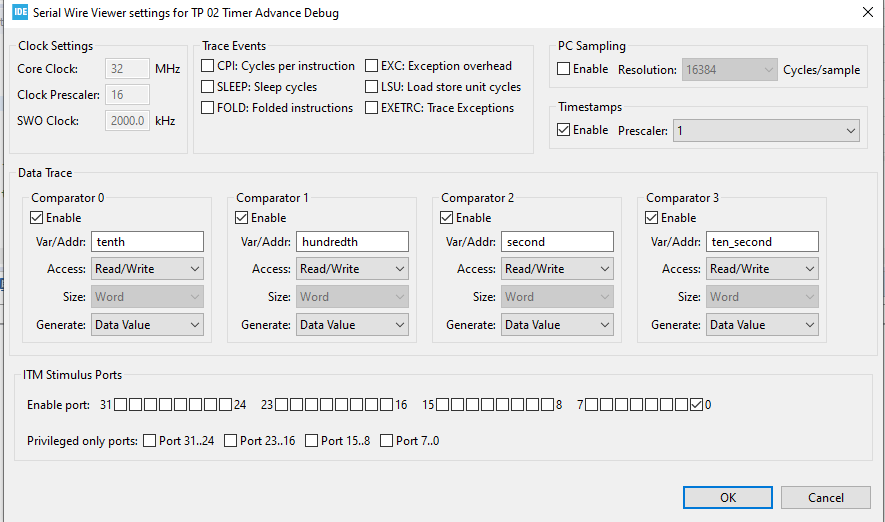 IDE Serial Wire Viewer settings for TP 02 Timer Advance Debug
Clock Settings
Core Clock: 32 MHz
Clock Prescaler: 16
SWO Clock: 2000.0 kHz
Trace Events
CPI: Cycles per instruction EXC: Exception overhead
SLEEP: Sleep cycles LSU: Load store unit cycles
FOLD: Folded instructions EXETRC: Trace Exceptions
PC Sampling
Enable Resolution: 16384 Cycles/sample
Timestamps
Enable Prescaler: 1
Data Trace
Comparator 0
Enable
Var/Addr: tenth
Access: Read/Write
Size: Word
Generate: Data Value
Comparator 1
Enable
Var/Addr: hundredth
Access: Read/Write
Size: Word
Generate: Data Value
Comparator 2
Enable
Var/Addr: second
Access: Read/Write
Size: Word
Generate: Data Value
Comparator 3
Enable
Var/Addr: ten_second
Access: Read/Write
Size: Word
Generate: Data Value
ITM Stimulus Ports
Enable port: 31 24 23 16 15 8 7 0
Privileged only ports: Port 31..24 Port 23..16 Port 15..8 Port 7..0
OK Cancel